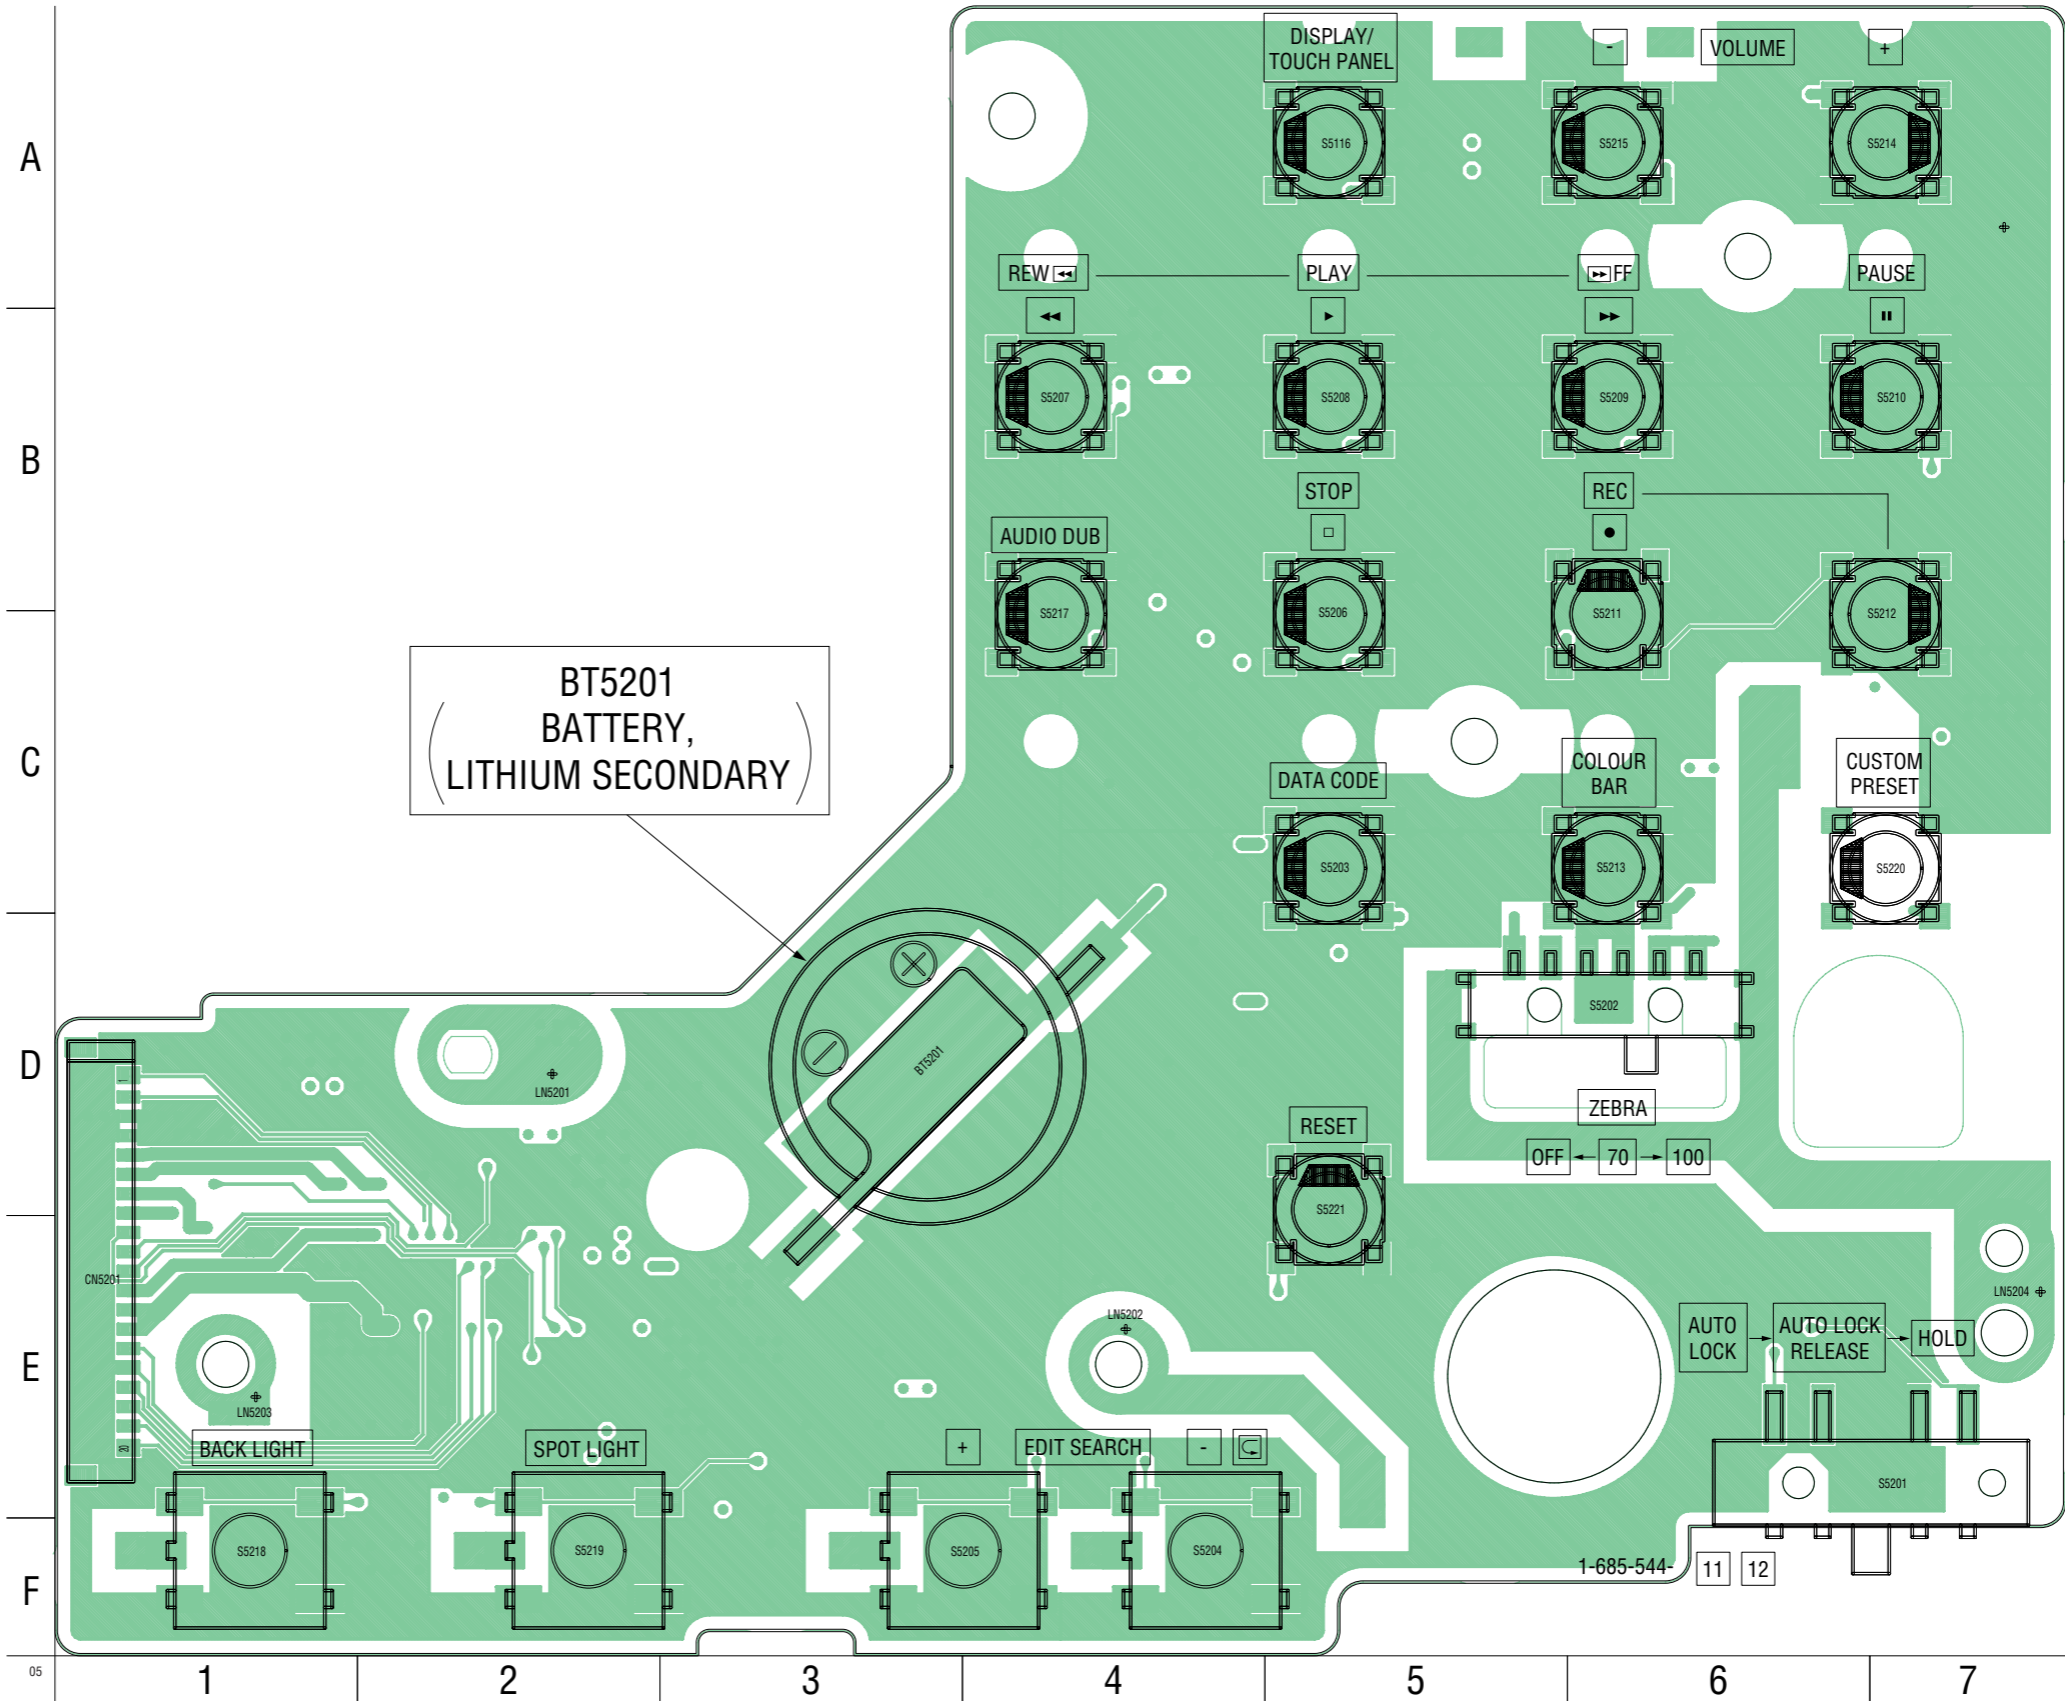 DISPLAY/
TOUCH PANEL
-
VOLUME
+
A
S5116
S5215
S5214
REW ◀◀
PLAY
▶▶ FF
PAUSE
◀◀
▶
▶▶
▮▮
S5207
S5208
S5209
S5210
B
STOP
REC
AUDIO DUB
□
●
S5217
S5206
S5211
S5212
BT5201
BATTERY,
LITHIUM SECONDARY
C
DATA CODE
COLOUR
BAR
CUSTOM
PRESET
S5203
S5213
S5220
S5202
D
BT5201
1
LN5201
ZEBRA
RESET
OFF ← 70 → 100
S5221
CN5201
LN5204
LN5202
AUTO
LOCK
→
AUTO LOCK
RELEASE
→
HOLD
E
LN5203
20
BACK LIGHT
SPOT LIGHT
+
EDIT SEARCH
-
S5201
S5218
S5219
S5205
S5204
1-685-544-
11
12
F
05
1
2
3
4
5
6
7